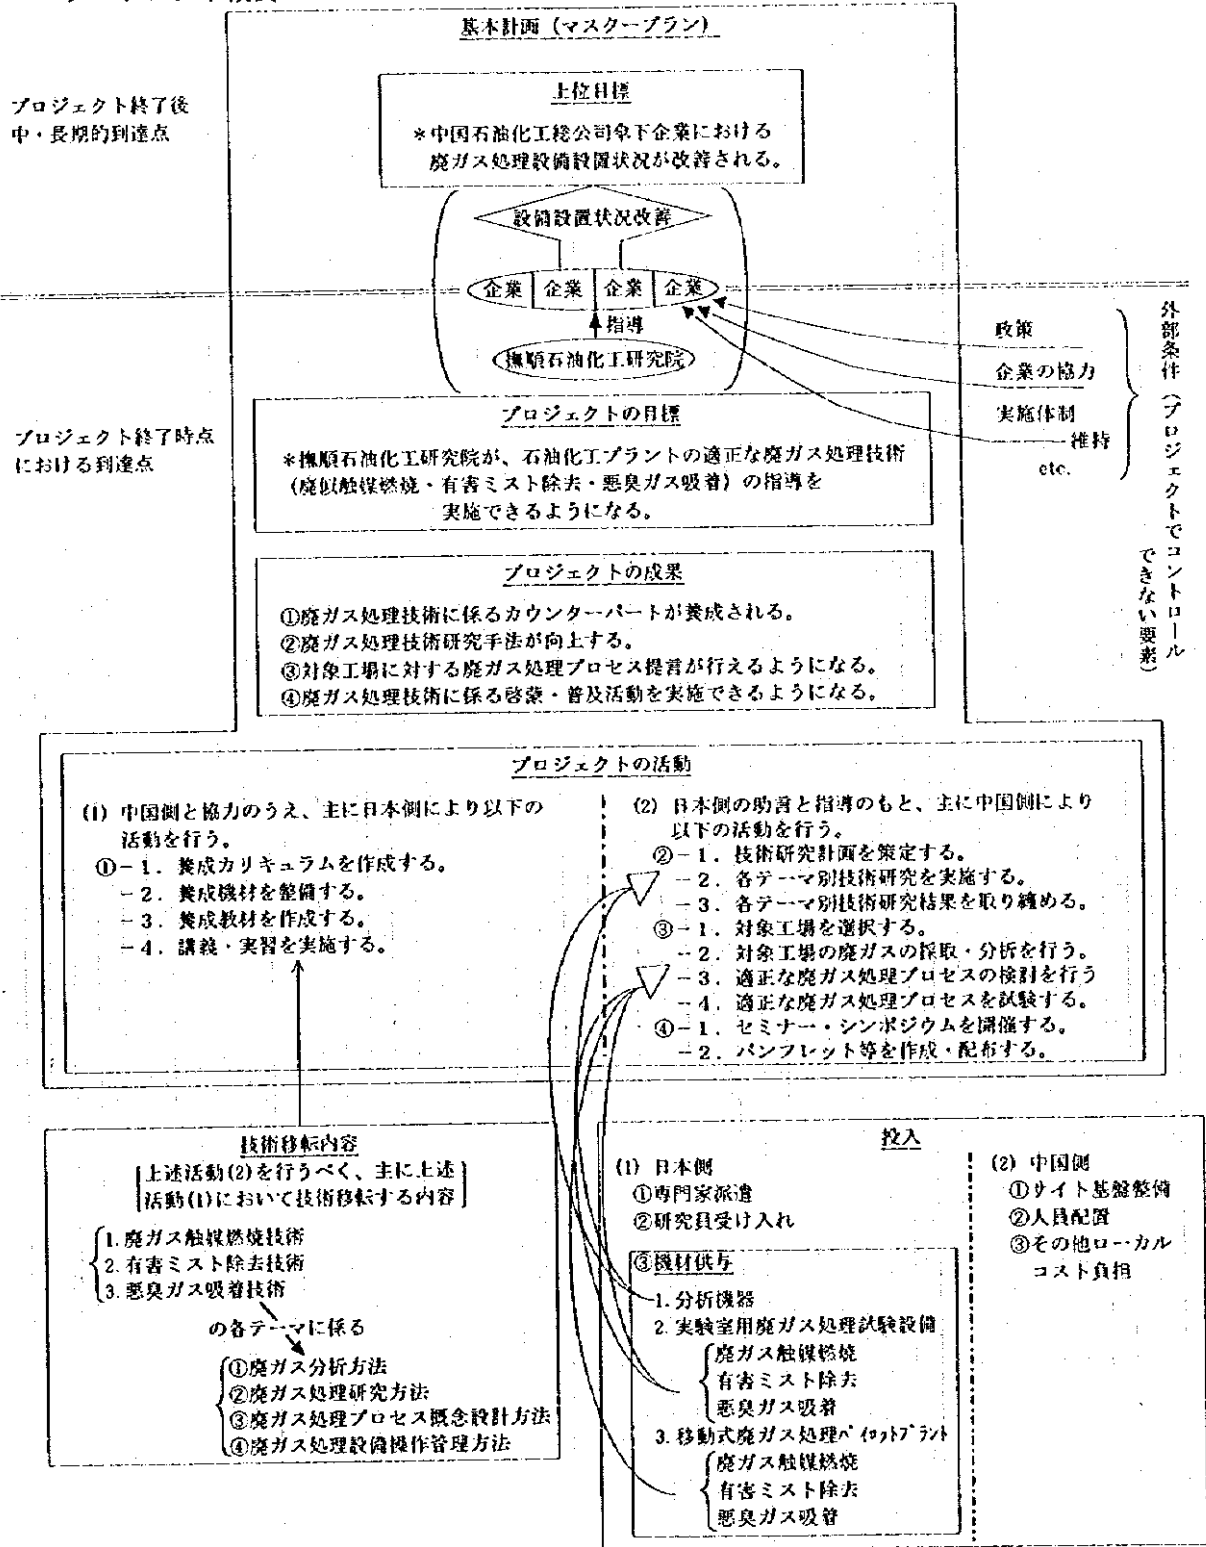 基本計画（マスクープラン）
プロジェクト終了後
中・長期的到達点
上位目標
＊中国石油化工総公司傘下企業における
廃ガス処理設備設置状況が改善される。
設備設置状况改善
企業 企業 企業 企業
指導
撫順石油化工研究院
政策
企業の協力
実施体制
維持
etc.
外部条件（プロジェクトでコントロール
できない要素）
プロジェクト終了時点
における到達点
プロジェクトの目標
＊撫順石油化工研究院が、石油化工プラントの適正な廃ガス処理技術
（廃似触媒燃焼・有害ミスト除去・悪臭ガス吸着）の指導を
実施できるようになる。
プロジェクトの成果
①廃ガス処理技術に係るカウンターパートが養成される。
②廃ガス処理技術研究手法が向上する。
③対象工場に対する廃ガス処理プロセス提言が行えるようになる。
④廃ガス処理技術に係る啓蒙・普及活動を実施できるようになる。
プロジェクトの活動
(1) 中国側と協力のうえ、主に日本側により以下の
活動を行う。
①－1．養成カリキュラムを作成する。
－2．養成機材を整備する。
－3．養成教材を作成する。
－4．講義・実習を実施する。
(2) 日本側の助言と指導のもと、主に中国側により
以下の活動を行う。
②－1．技術研究計画を策定する。
－2．各テーマ別技術研究を実施する。
－3．各テーマ別技術研究結果を取り纏める。
③－1．対象工場を選択する。
－2．対象工場の廃ガスの採取・分析を行う。
－3．適正な廃ガス処理プロセスの検討を行う
－4．適正な廃ガス処理プロセスを試験する。
④－1．セミナー・シンポジウムを開催する。
－2．パンフレット等を作成・配布する。
技術移転内容
［上述活動(2)を行うべく、主に上述
活動(1)において技術移転する内容］
1.廃ガス触媒燃焼技術
2.有害ミスト除去技術
3.悪臭ガス吸着技術
の各テーマに係る
①廃ガス分析方法
②廃ガス処理研究方法
③廃ガス処理プロセス概念設計方法
④廃ガス処理設備操作管理方法
投入
(1) 日本側
①専門家派遣
②研究員受け入れ
③機材供与
1.分析機器
2.実験室用廃ガス処理試験設備
廃ガス触媒燃焼
有害ミスト除去
悪臭ガス吸着
3.移動式廃ガス処理パイロットプラント
廃ガス触媒燃焼
有害ミスト除去
悪臭ガス吸着
(2) 中国側
①サイト基盤整備
②人員配置
③その他ローカル
コスト負担